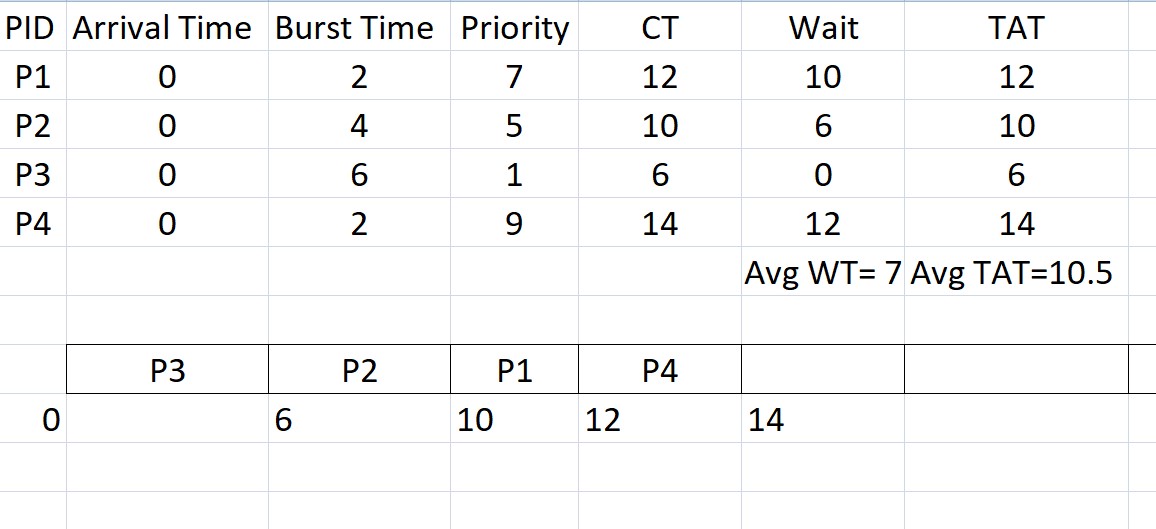 PID Arrival Time Burst Time Priority CT Wait TAT
P1 0 2 7 12 10 12
P2 0 4 5 10 6 10
P3 0 6 1 6 0 6
P4 0 2 9 14 12 14
Avg WT= 7 Avg TAT=10.5
P3 P2 P1 P4
0 6 10 12 14